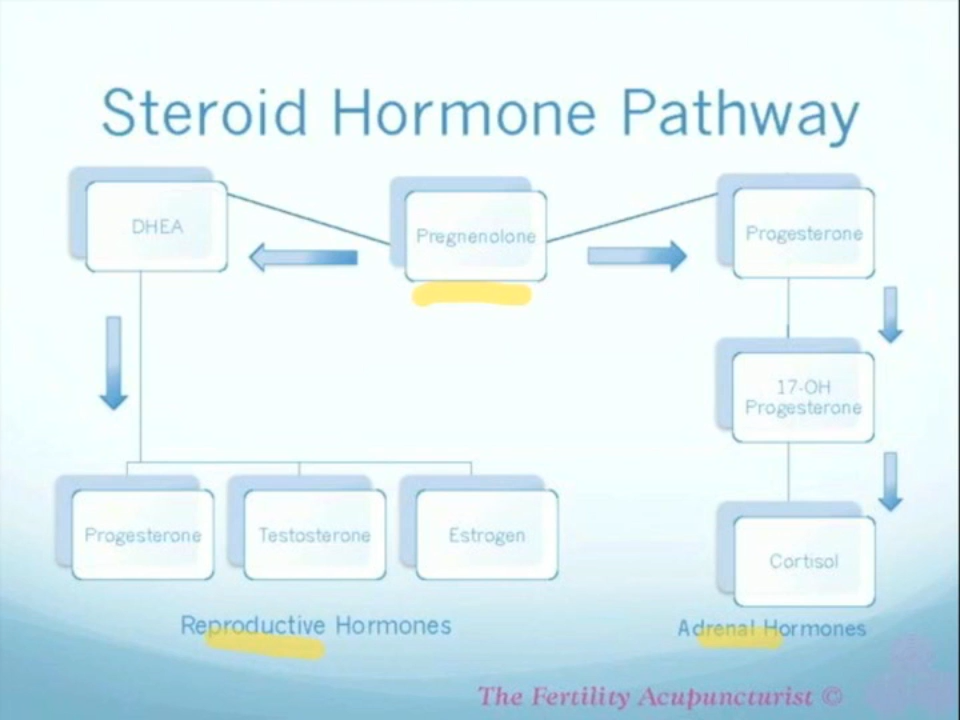 Steroid Hormone Pathway
DHEA
Pregnenolone
Progesterone
17-OH
Progesterone
Progesterone
Testosterone
Estrogen
Cortisol
Reproductive Hormones
Adrenal Hormones
The Fertility Acupuncturist ©